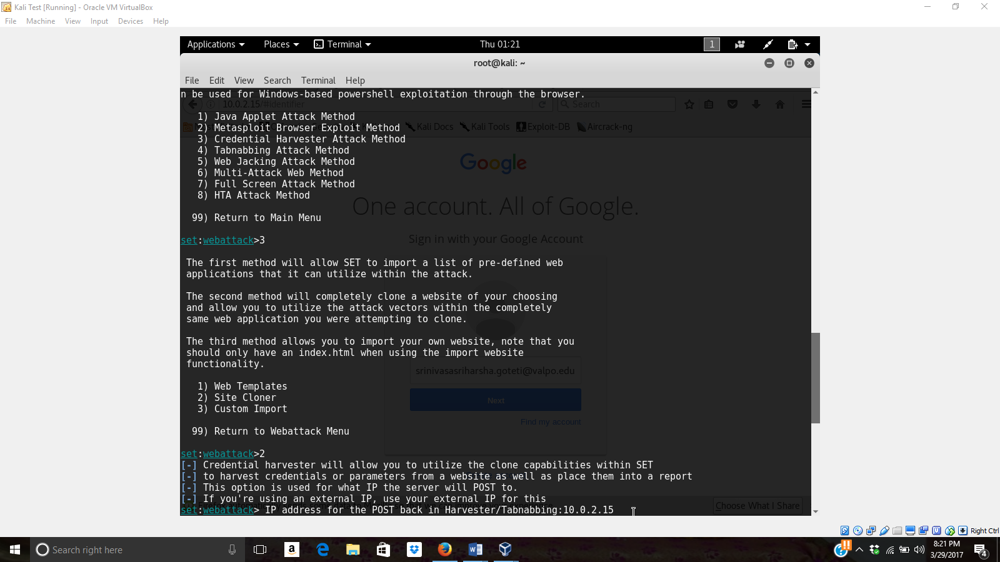 Kali Test [Running] - Oracle VM VirtualBox
File Machine View Input Devices Help
Applications Places Terminal Thu 01:21 1
root@kali: ~
File Edit View Search Terminal Help
n be used for Windows-based powershell exploitation through the browser.
10.0.2.15/#identifier Search
1) Java Applet Attack Method
2) Metasploit Browser Exploit Method
Kali Docs Kali Tools Exploit-DB Aircrack-ng
3) Credential Harvester Attack Method
4) Tabnabbing Attack Method
5) Web Jacking Attack Method
Google
6) Multi-Attack Web Method
7) Full Screen Attack Method
8) HTA Attack Method
One account. All of Google.
99) Return to Main Menu
Sign in with your Google Account
set:webattack>3
The first method will allow SET to import a list of pre-defined web
applications that it can utilize within the attack.
The second method will completely clone a website of your choosing
and allow you to utilize the attack vectors within the completely
same web application you were attempting to clone.
The third method allows you to import your own website, note that you
should only have an index.html when using the import website
functionality.
srinivasasriharsha.goteti@valpo.edu
1) Web Templates
2) Site Cloner
Next
3) Custom Import
Find my account
99) Return to Webattack Menu
set:webattack>2
[-] Credential harvester will allow you to utilize the clone capabilities within SET
[-] to harvest credentials or parameters from a website as well as place them into a report
[-] This option is used for what IP the server will POST to.
[-] If you're using an external IP, use your external IP for this
Choose What I Share
set:webattack> IP address for the POST back in Harvester/Tabnabbing:10.0.2.15
Right Ctrl
Search right here
8:21 PM
3/29/2017
4